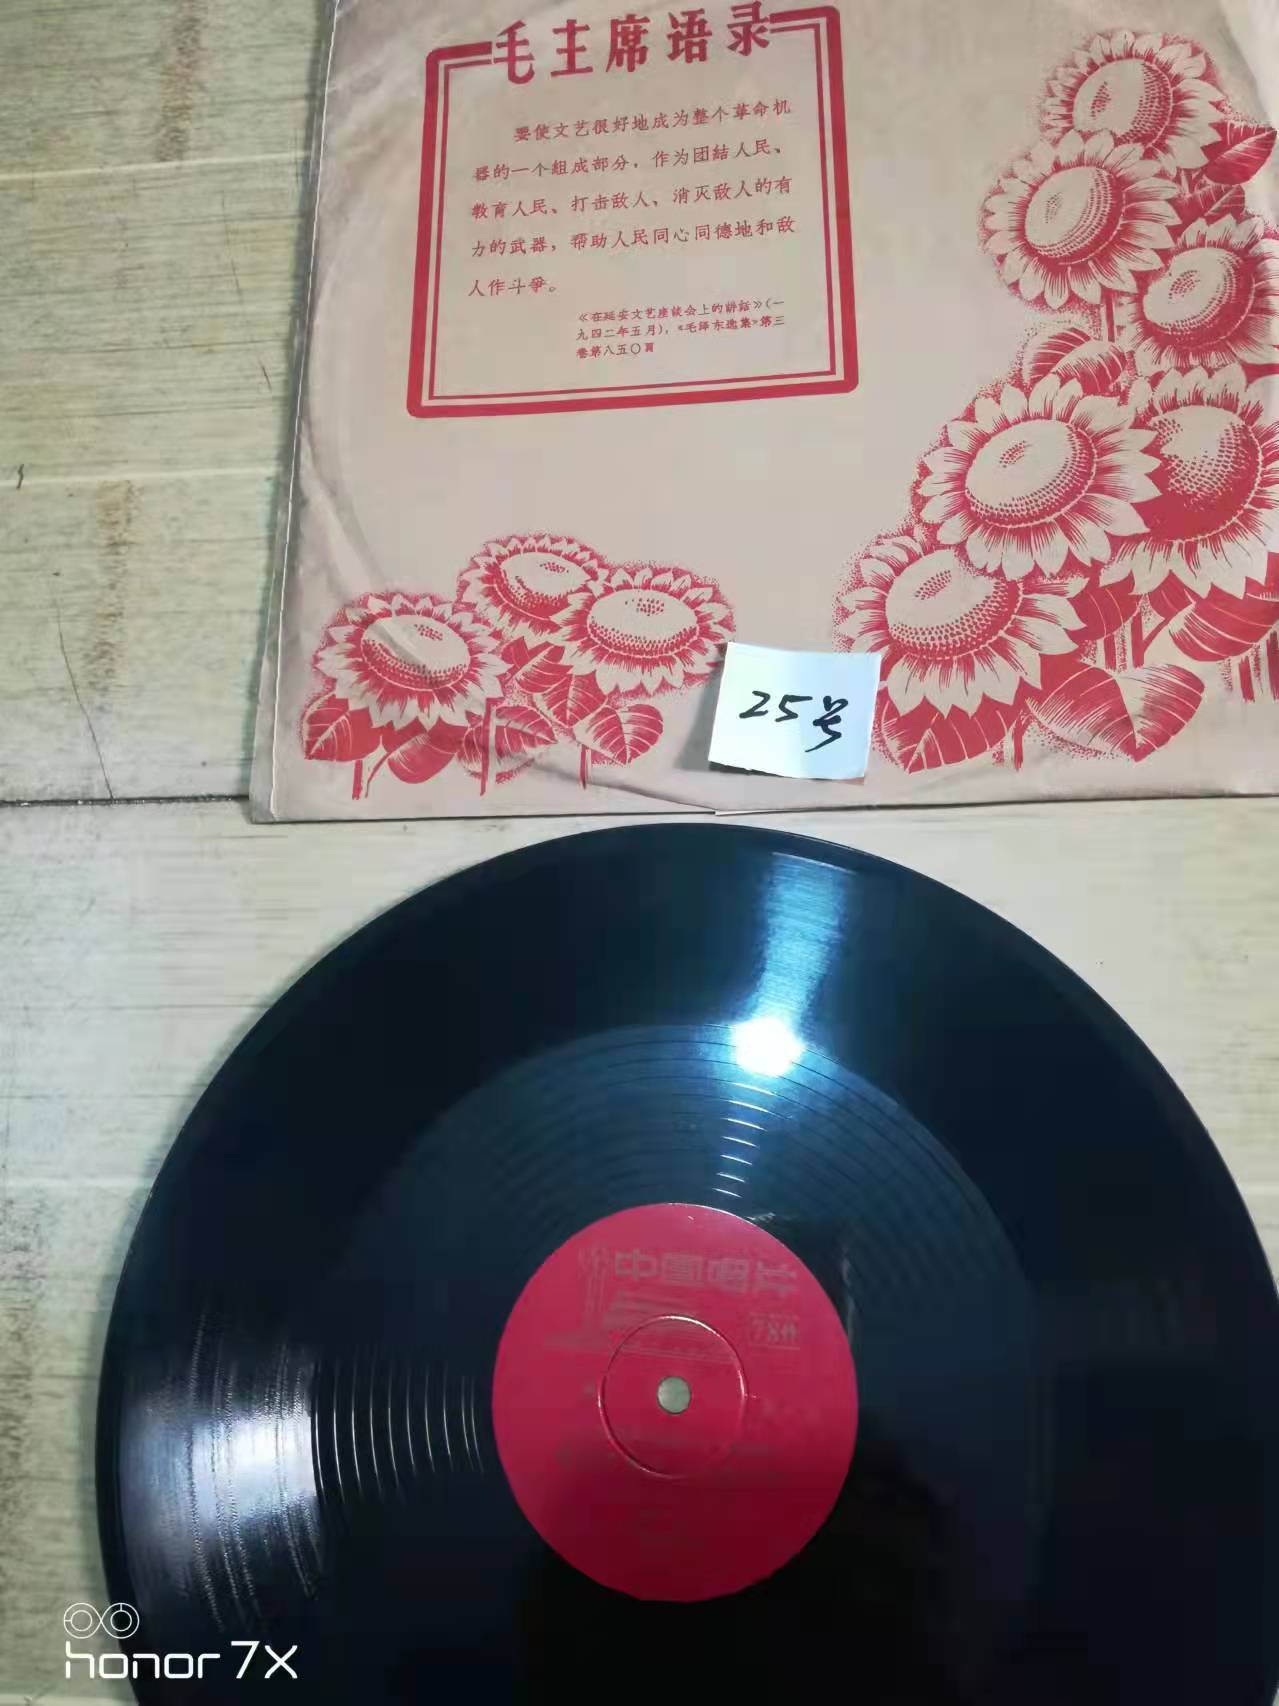 毛主席语录
要使文艺很好地成为整个革命机
器的一个組成部分，作为团結人民、
教育人民、打击敌人、消灭敌人的有
力的武器，帮助人民同心同德地和敌
人作斗爭。
《在延安文艺座談会上的讲話》（一
九四二年五月），《毛泽东选集》第三
卷第八五〇頁
25号
中国唱片
78转
honor 7X